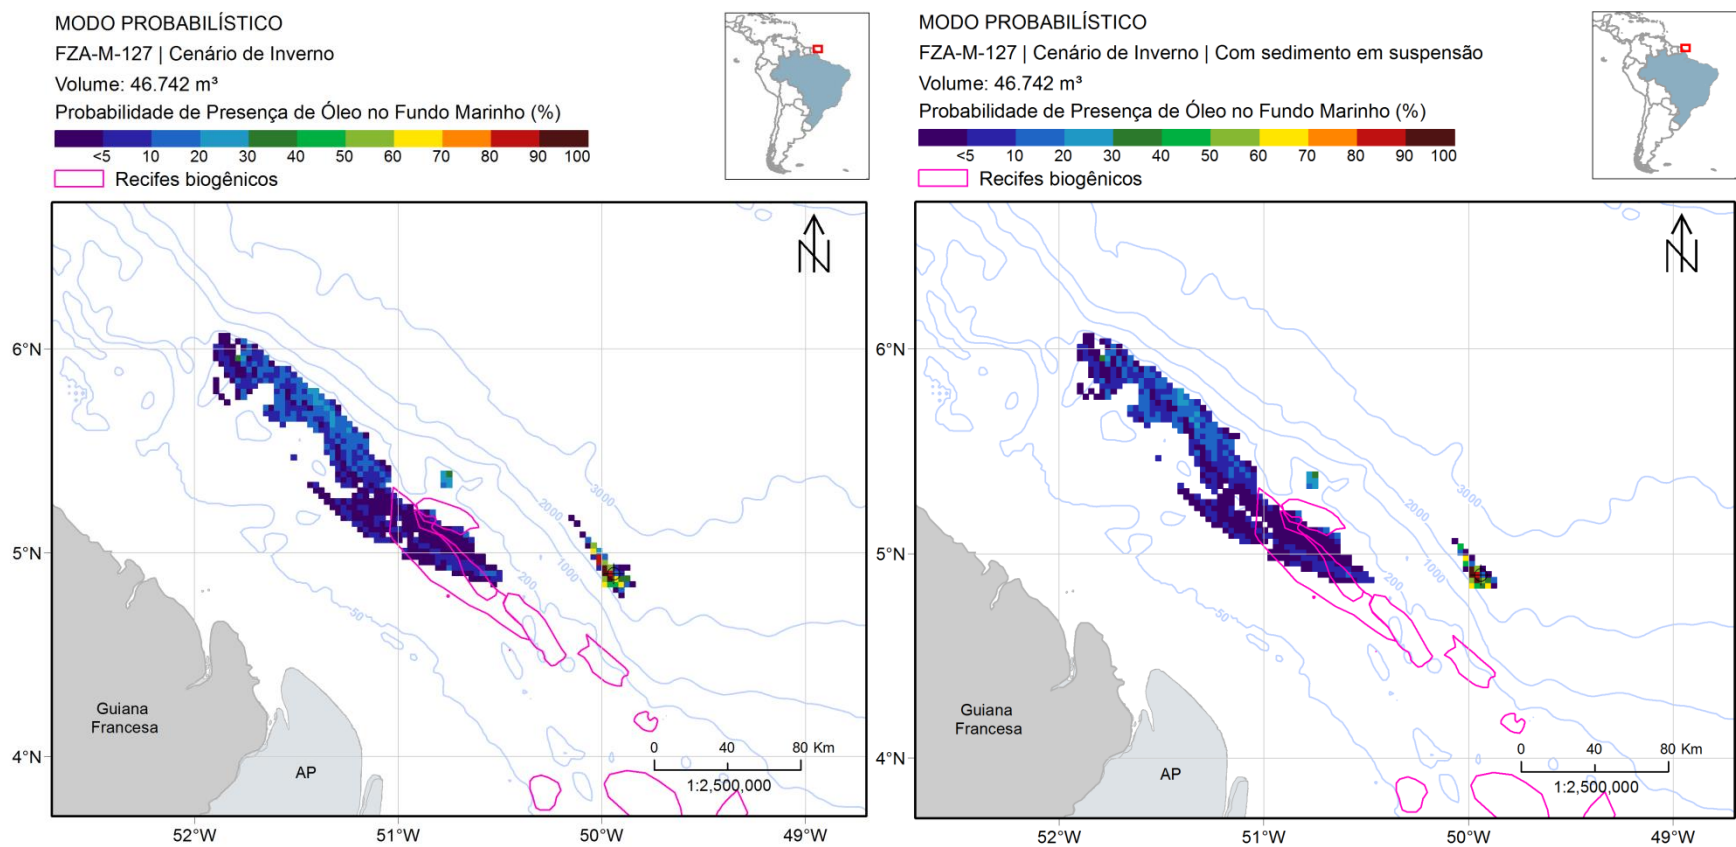 MODO PROBABILÍSTICO
FZA-M-127 | Cenário de Inverno
Volume: 46.742 m³
Probabilidade de Presença de Óleo no Fundo Marinho (%)
<5 10 20 30 40 50 60 70 80 90 100
Recifes biogênicos
6°N
5°N
4°N
3000
2000
1000
200
50
Guiana
Francesa
AP
0 40 80 Km
1:2,500,000
52°W 51°W 50°W 49°W
MODO PROBABILÍSTICO
FZA-M-127 | Cenário de Inverno | Com sedimento em suspensão
Volume: 46.742 m³
Probabilidade de Presença de Óleo no Fundo Marinho (%)
<5 10 20 30 40 50 60 70 80 90 100
Recifes biogênicos
6°N
5°N
4°N
3000
2000
1000
200
50
Guiana
Francesa
AP
0 40 80 Km
1:2,500,000
52°W 51°W 50°W 49°W